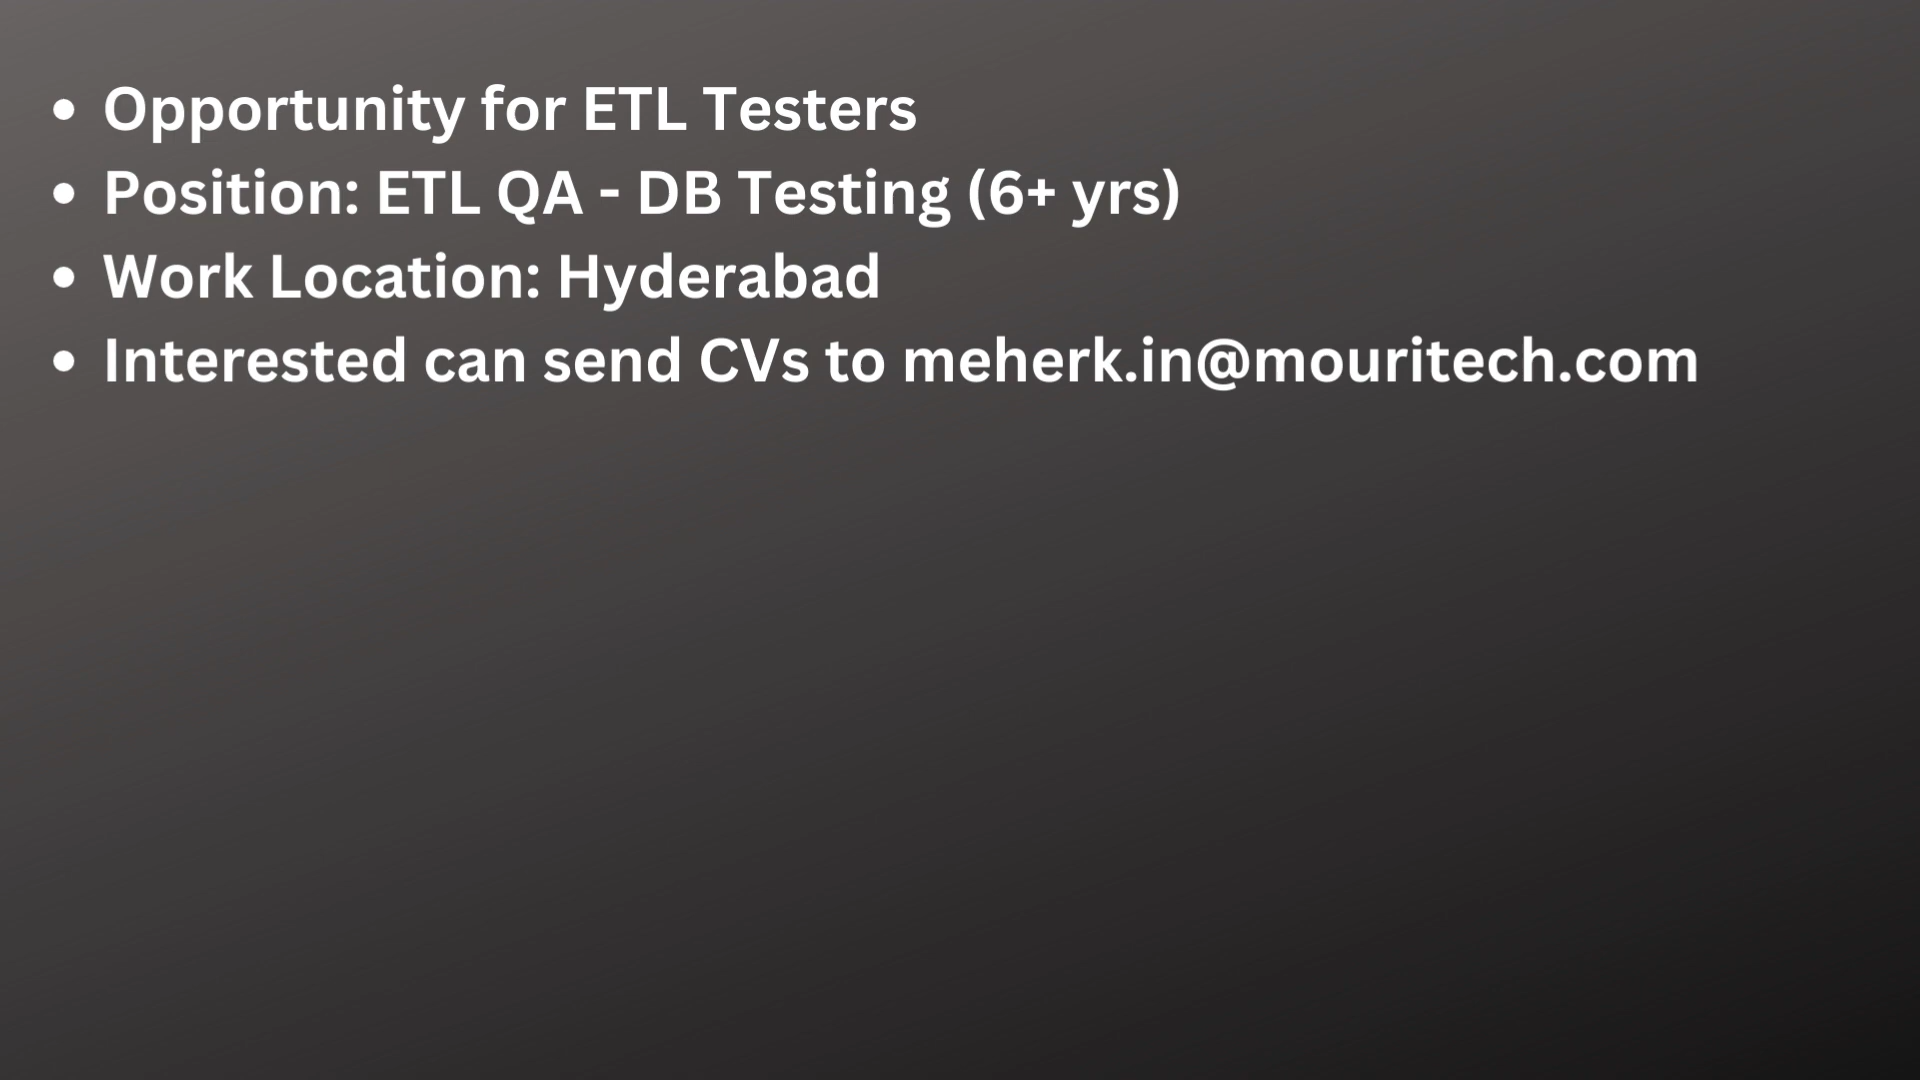 • Opportunity for ETL Testers
• Position: ETL QA - DB Testing (6+ yrs)
• Work Location: Hyderabad
• Interested can send CVs to meherk.in@mouritech.com